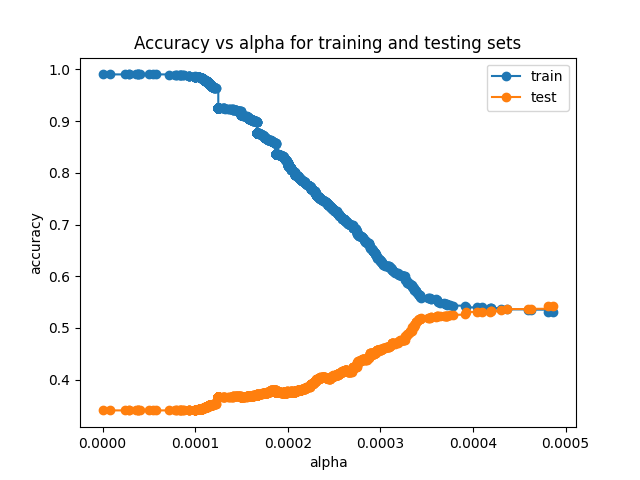 Accuracy vs alpha for training and testing sets
train
test
accuracy
1.0
0.9
0.8
0.7
0.6
0.5
0.4
0.0000 0.0001 0.0002 0.0003 0.0004 0.0005
alpha